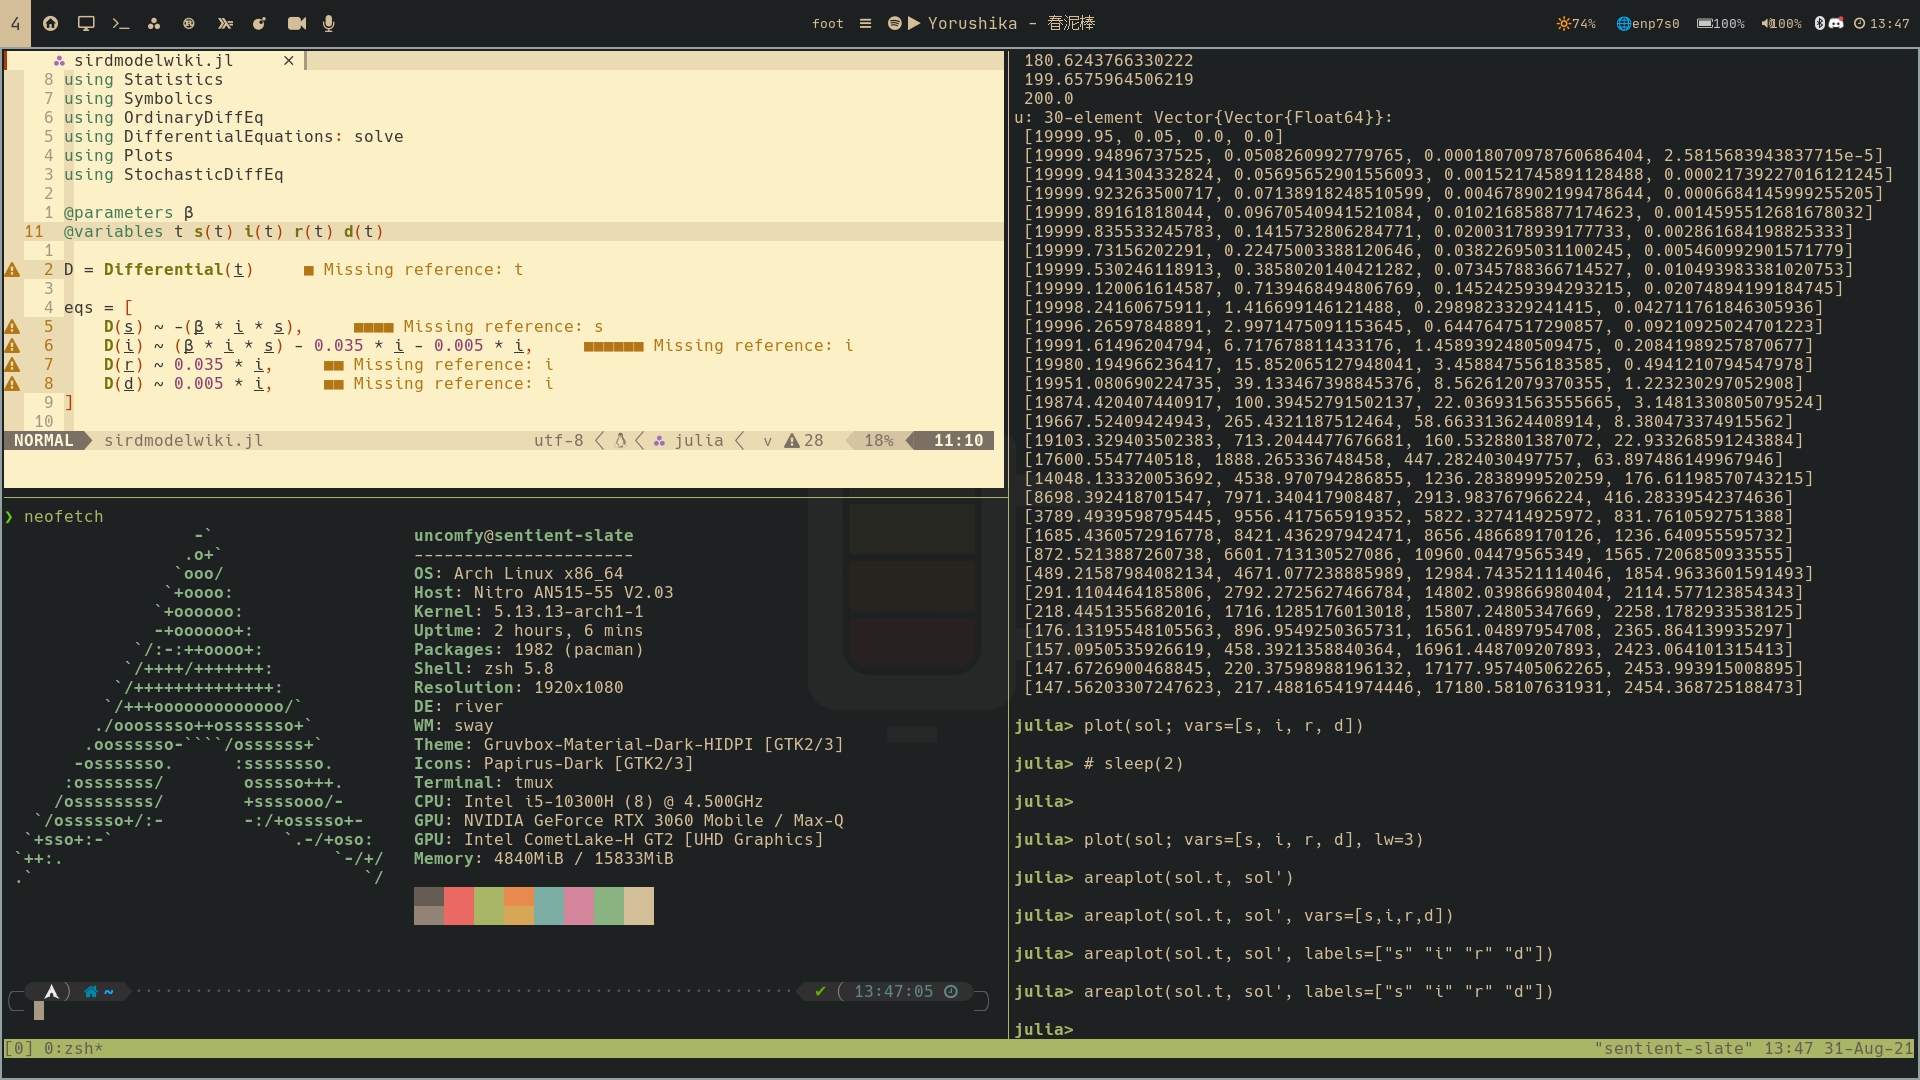 4
foot
Yorushika - 春泥棒
74% enp7s0 100% 100% 13:47
sirdmodelwiki.jl ×
8 using Statistics
7 using Symbolics
6 using OrdinaryDiffEq
5 using DifferentialEquations: solve
4 using Plots
3 using StochasticDiffEq
2
1 @parameters β
11 @variables t s(t) i(t) r(t) d(t)
1
2 D = Differential(t) ■ Missing reference: t
3
4 eqs = [
5 D(s) ~ -(β * i * s), ■■■■ Missing reference: s
6 D(i) ~ (β * i * s) - 0.035 * i - 0.005 * i, ■■■■■■ Missing reference: i
7 D(r) ~ 0.035 * i, ■■ Missing reference: i
8 D(d) ~ 0.005 * i, ■■ Missing reference: i
9 ]
10
NORMAL sirdmodelwiki.jl utf-8 julia v 28 18% 11:10
❯ neofetch
-`
.o+`
`ooo/
`+oooo:
`+oooooo:
-+oooooo+:
`/:-:++oooo+:
`/++++/+++++++:
`/++++++++++++++:
`/+++ooooooooooooo/`
./ooosssso++osssssso+`
.oossssso-````/ossssss+`
-osssssso. :ssssssso.
:osssssss/ osssso+++.
/ossssssss/ +ssssooo/-
`/ossssso+/:- -:/+osssso+-
`+sso+:-` `.-/+oso:
`++:. `-/+/
.` `/
uncomfy@sentient-slate
----------------------
OS: Arch Linux x86_64
Host: Nitro AN515-55 V2.03
Kernel: 5.13.13-arch1-1
Uptime: 2 hours, 6 mins
Packages: 1982 (pacman)
Shell: zsh 5.8
Resolution: 1920x1080
DE: river
WM: sway
Theme: Gruvbox-Material-Dark-HIDPI [GTK2/3]
Icons: Papirus-Dark [GTK2/3]
Terminal: tmux
CPU: Intel i5-10300H (8) @ 4.500GHz
GPU: NVIDIA GeForce RTX 3060 Mobile / Max-Q
GPU: Intel CometLake-H GT2 [UHD Graphics]
Memory: 4840MiB / 15833MiB
~ ✔ 13:47:05
180.6243766330222
199.6575964506219
200.0
u: 30-element Vector{Vector{Float64}}:
[19999.95, 0.05, 0.0, 0.0]
[19999.94896737525, 0.0508260992779765, 0.00018070978760686404, 2.5815683943837715e-5]
[19999.941304332824, 0.05695652901556093, 0.001521745891128488, 0.00021739227016121245]
[19999.923263500717, 0.07138918248510599, 0.004678902199478644, 0.0006684145999255205]
[19999.89161818044, 0.09670540941521084, 0.010216858877174623, 0.0014595512681678032]
[19999.835533245783, 0.1415732806284771, 0.02003178939177733, 0.002861684198825333]
[19999.73156202291, 0.22475003388120646, 0.03822695031100245, 0.005460992901571779]
[19999.530246118913, 0.3858020140421282, 0.07345788366714527, 0.010493983381020753]
[19999.120061614587, 0.7139468494806769, 0.14524259394293215, 0.02074894199184745]
[19998.24160675911, 1.416699146121488, 0.2989823329241415, 0.042711761846305936]
[19996.26597848891, 2.9971475091153645, 0.6447647517290857, 0.09210925024701223]
[19991.61496204794, 6.717678811433176, 1.4589392480509475, 0.20841989257870677]
[19980.194966236417, 15.852065127948041, 3.458847556183585, 0.4941210794547978]
[19951.080690224735, 39.133467398845376, 8.562612079370355, 1.223230297052908]
[19874.420407440917, 100.39452791502137, 22.036931563555665, 3.1481330805079524]
[19667.52409424943, 265.4321187512464, 58.663313624408914, 8.380473374915562]
[19103.329403502383, 713.2044477676681, 160.5328801387072, 22.933268591243884]
[17600.5547740518, 1888.265336748458, 447.2824030497757, 63.897486149967946]
[14048.133320053692, 4538.970794286855, 1236.2838999520259, 176.61198570743215]
[8698.392418701547, 7971.340417908487, 2913.983767966224, 416.28339542374636]
[3789.4939598795445, 9556.417565919352, 5822.327414925972, 831.7610592751388]
[1685.4360572916778, 8421.436297942471, 8656.486689170126, 1236.640955595732]
[872.5213887260738, 6601.713130527086, 10960.04479565349, 1565.7206850933555]
[489.21587984082134, 4671.077238885989, 12984.743521114046, 1854.9633601591493]
[291.1104464185806, 2792.2725627466784, 14802.039866980404, 2114.577123854343]
[218.4451355682016, 1716.1285176013018, 15807.24805347669, 2258.1782933538125]
[176.13195548105563, 896.9549250365731, 16561.04897954708, 2365.864139935297]
[157.0950535926619, 458.3921358840364, 16961.448709207893, 2423.064101315413]
[147.6726900468845, 220.37598988196132, 17177.957405062265, 2453.993915008895]
[147.56203307247623, 217.48816541974446, 17180.58107631931, 2454.368725188473]
julia> plot(sol; vars=[s, i, r, d])
julia> # sleep(2)
julia>
julia> plot(sol; vars=[s, i, r, d], lw=3)
julia> areaplot(sol.t, sol')
julia> areaplot(sol.t, sol', vars=[s,i,r,d])
julia> areaplot(sol.t, sol', labels=["s" "i" "r" "d"])
julia> areaplot(sol.t, sol', labels=["s" "i" "r" "d"])
julia>
[0] 0:zsh* "sentient-slate" 13:47 31-Aug-21